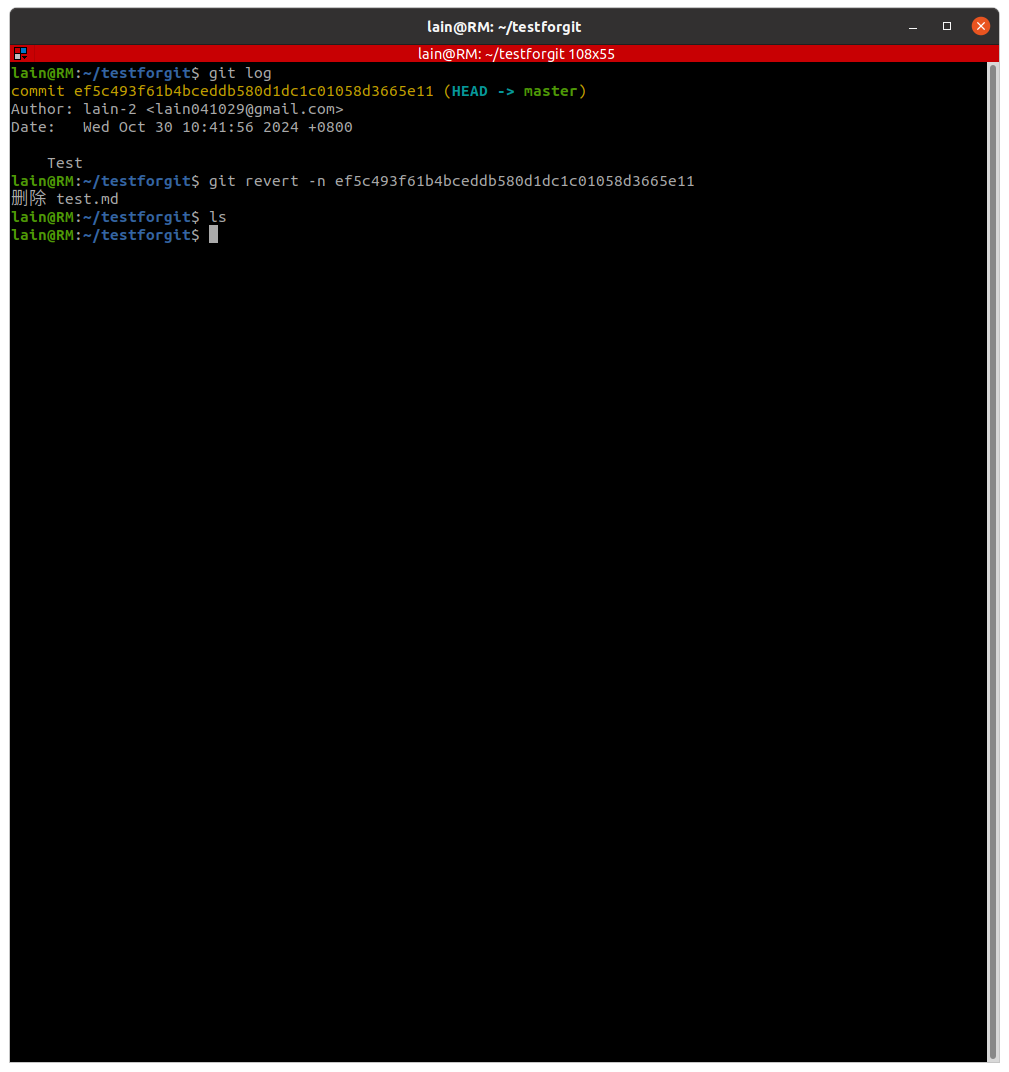 lain@RM: ~/testforgit
lain@RM: ~/testforgit 108x55
lain@RM:~/testforgit$ git log
commit ef5c493f61b4bceddb580d1dc1c01058d3665e11 (HEAD -> master)
Author: lain-2 <lain041029@gmail.com>
Date:   Wed Oct 30 10:41:56 2024 +0800
    Test
lain@RM:~/testforgit$ git revert -n ef5c493f61b4bceddb580d1dc1c01058d3665e11
删除 test.md
lain@RM:~/testforgit$ ls
lain@RM:~/testforgit$